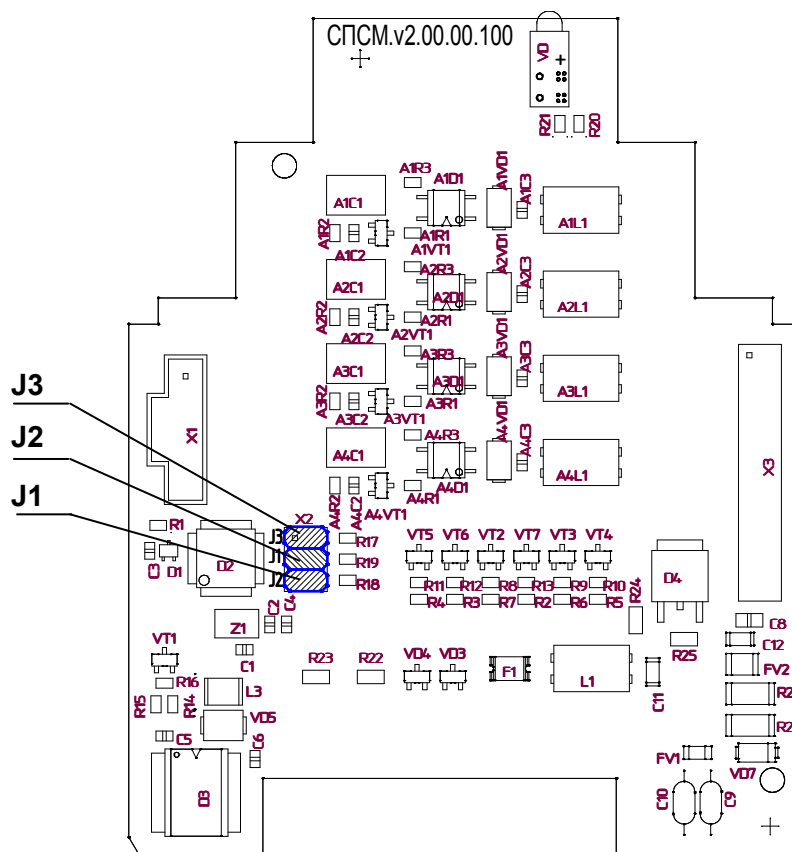 СПСМ.v2.00.00.100
VD
+
R21
R20
A1R3
A1D1
A1VD1
A1C3
A1C1
A1L1
A1R2
A1C2
A1R1
A1VT1
A2R3
A2VD1
A2C3
A2C1
A2D1
A2L1
A2R2
A2C2
A2R1
A2VT1
A3R3
A3VD1
A3C3
A3C1
A3D1
A3L1
A3R2
A3C2
A3R1
A3VT1
A4R3
A4VD1
A4C3
A4C1
A4D1
A4L1
A4R2
A4C2
A4R1
A4VT1
J3
J2
J1
X1
X3
X2
J3
J1
J2
R17
R19
R18
R1
C3
D1
D2
VT5
VT6
VT2
VT7
VT3
VT4
R11
R12
R8
R13
R9
R10
R4
R3
R7
R2
R6
R5
R24
D4
R25
C8
C12
FV2
R2
R2
VD7
Z1
C2
C4
C1
VT1
R16
R15
R14
L3
VD5
C5
C6
D3
R23
R22
VD4
VD3
F1
L1
C11
FV1
C10
C9